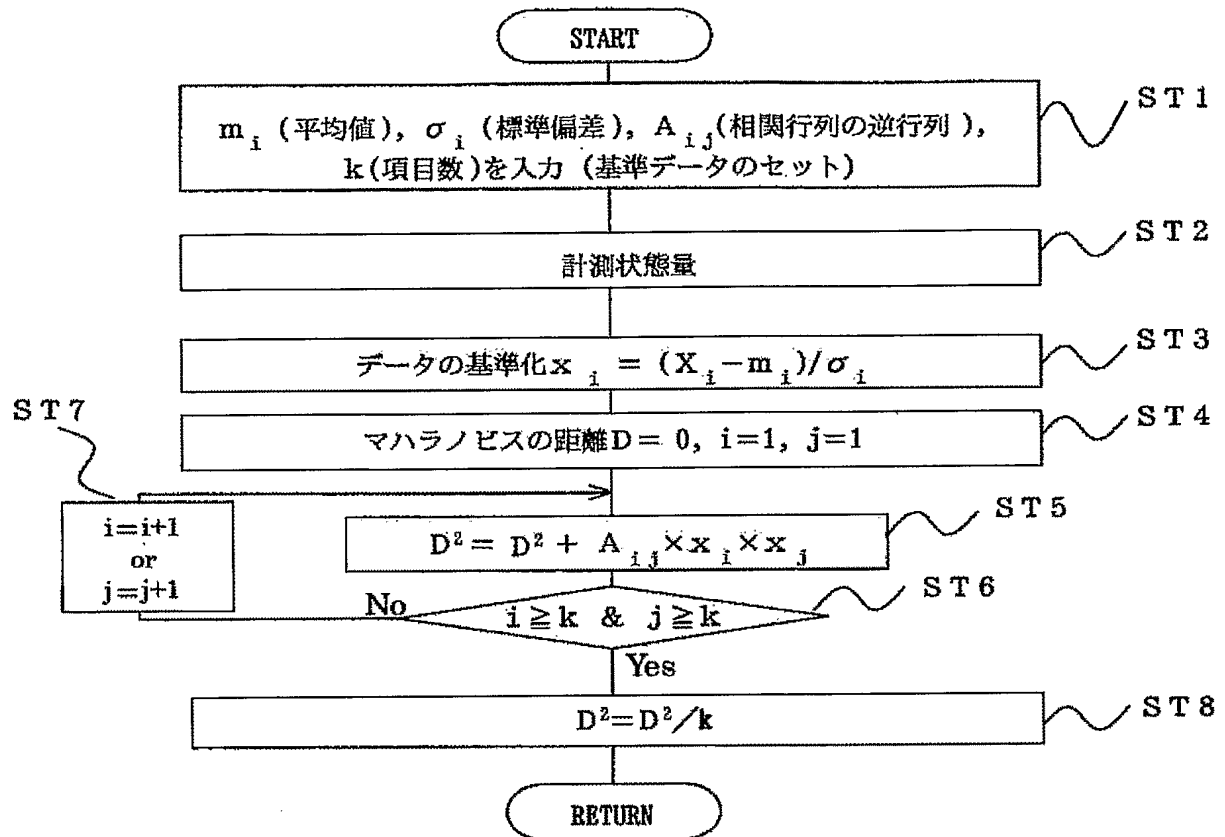 START
ST1
m_i (平均値), σ_i (標準偏差), A_ij(相関行列の逆行列),
k(項目数)を入力 (基準データのセット)
ST2
計測状態量
ST3
データの基準化x_i = (X_i-m_i)/σ_i
ST7
ST4
マハラノビスの距離D= 0, i=1, j=1
i=i+1
or
j=j+1
ST5
D²= D² + A_ij×x_i×x_j
ST6
No
i≧k & j≧k
Yes
ST8
D²=D²/k
RETURN